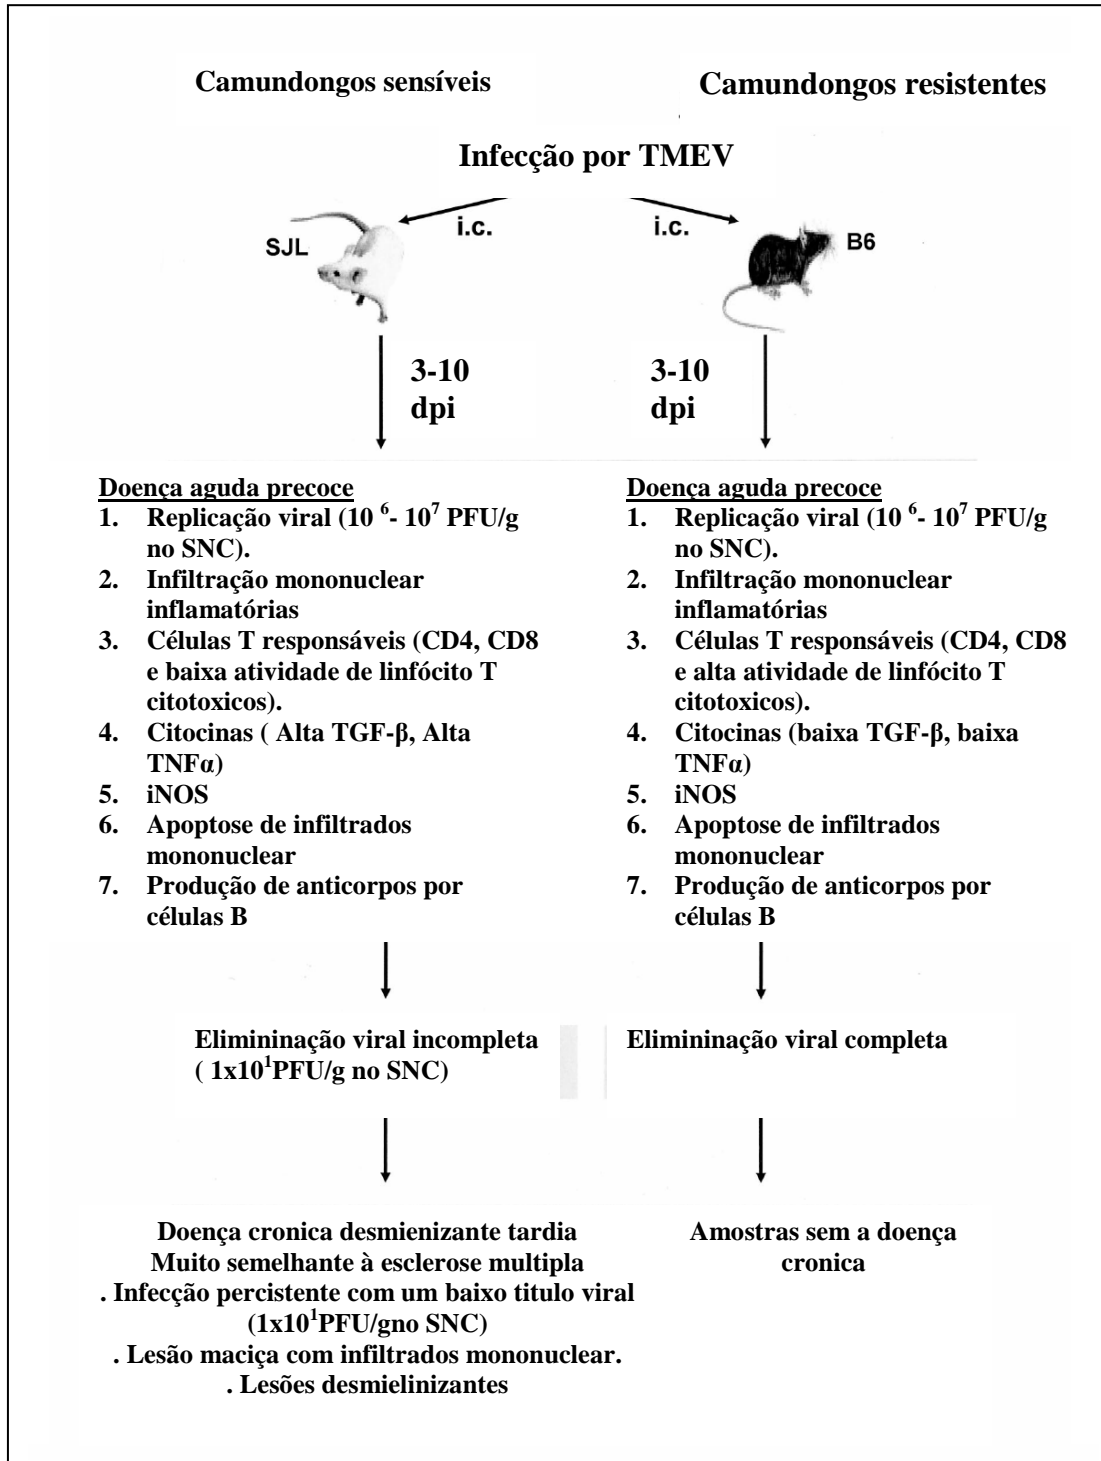 Camundongos sensíveis
Camundongos resistentes
Infecção por TMEV
i.c.
i.c.
SJL
B6
3-10
dpi
3-10
dpi
Doença aguda precoce
1. Replicação viral (10 ⁶- 10⁷ PFU/g
no SNC).
2. Infiltração mononuclear
inflamatórias
3. Células T responsáveis (CD4, CD8
e baixa atividade de linfócito T
citotoxicos).
4. Citocinas ( Alta TGF-β, Alta
TNFα)
5. iNOS
6. Apoptose de infiltrados
mononuclear
7. Produção de anticorpos por
células B
Doença aguda precoce
1. Replicação viral (10 ⁶- 10⁷ PFU/g
no SNC).
2. Infiltração mononuclear
inflamatórias
3. Células T responsáveis (CD4, CD8
e alta atividade de linfócito T
citotoxicos).
4. Citocinas (baixa TGF-β, baixa
TNFα)
5. iNOS
6. Apoptose de infiltrados
mononuclear
7. Produção de anticorpos por
células B
Elimininação viral incompleta
( 1x10¹PFU/g no SNC)
Elimininação viral completa
Doença cronica desmienizante tardia
Muito semelhante à esclerose multipla
. Infecção percistente com um baixo titulo viral
(1x10¹PFU/gno SNC)
. Lesão maciça com infiltrados mononuclear.
. Lesões desmielinizantes
Amostras sem a doença
cronica